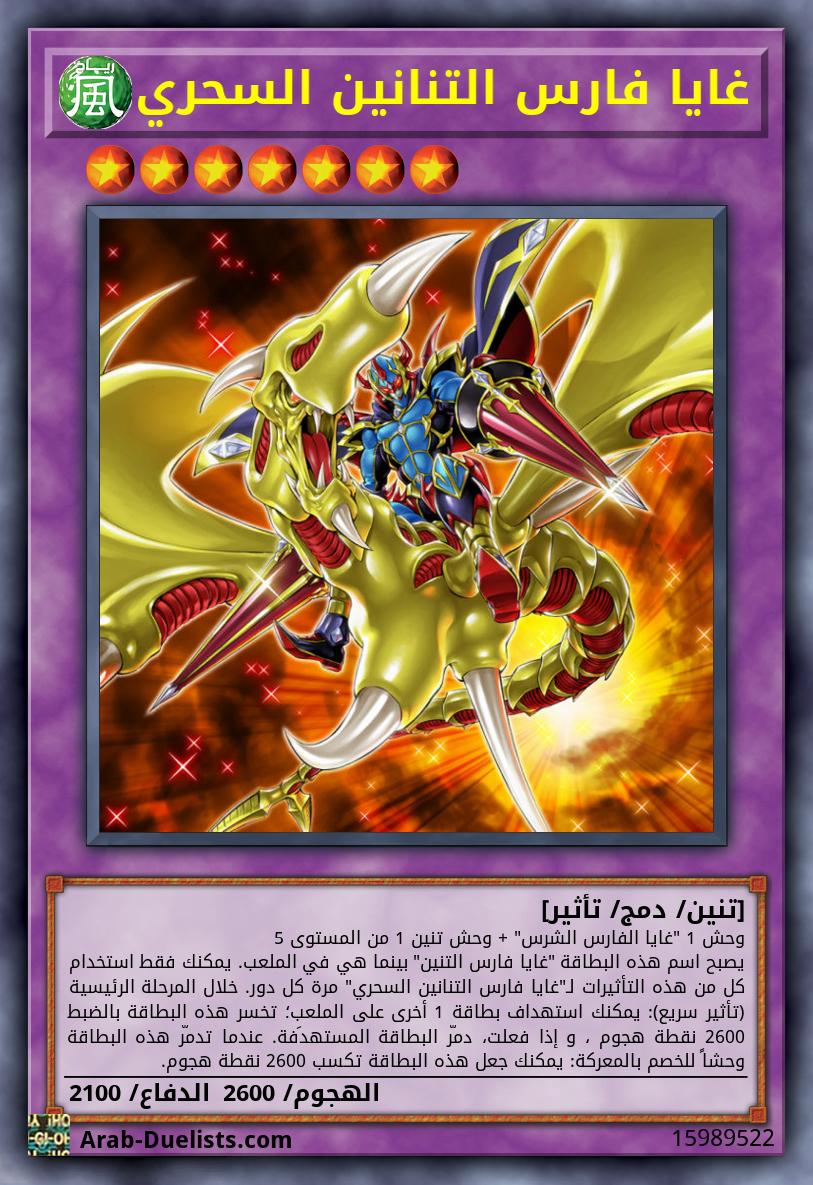 غايا فارس التنانين السحري
رياح
風
[تنين/ دمج/ تأثير]
وحش 1 "غايا الفارس الشرس" + وحش تنين 1 من المستوى 5
يصبح اسم هذه البطاقة "غايا فارس التنين" بينما هي في الملعب. يمكنك فقط استخدام
كل من هذه التأثيرات لـ"غايا فارس التنانين السحري" مرة كل دور. خلال المرحلة الرئيسية
(تأثير سريع): يمكنك استهداف بطاقة 1 أخرى على الملعب؛ تخسر هذه البطاقة بالضبط
2600 نقطة هجوم ، و إذا فعلت، دمرّ البطاقة المستهدَفة. عندما تدمرّ هذه البطاقة
وحشاً للخصم بالمعركة: يمكنك جعل هذه البطاقة تكسب 2600 نقطة هجوم.
الهجوم/ 2600 الدفاع/ 2100
Arab-Duelists.com
15989522